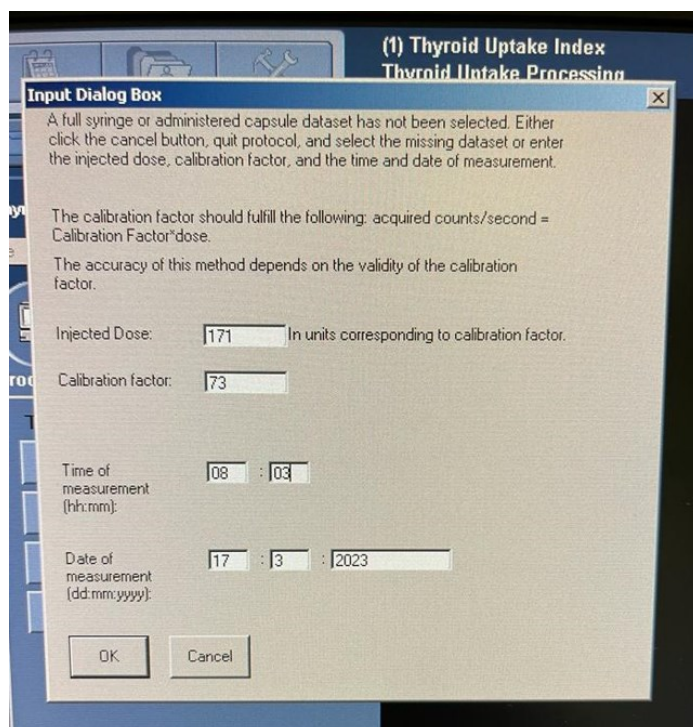 (1) Thyroid Uptake Index
Thyroid Uptake Processing
Input Dialog Box
A full syringe or administered capsule dataset has not been selected. Either
click the cancel button, quit protocol, and select the missing dataset or enter
the injected dose, calibration factor, and the time and date of measurement.
The calibration factor should fulfill the following: acquired counts/second =
Calibration Factor*dose.
The accuracy of this method depends on the validity of the calibration
factor.
Injected Dose: 171 In units corresponding to calibration factor.
Calibration factor: 73
Time of
measurement
(hh:mm): 08 : 03
Date of
measurement
(dd:mm:yyyy): 17 : 3 : 2023
OK Cancel